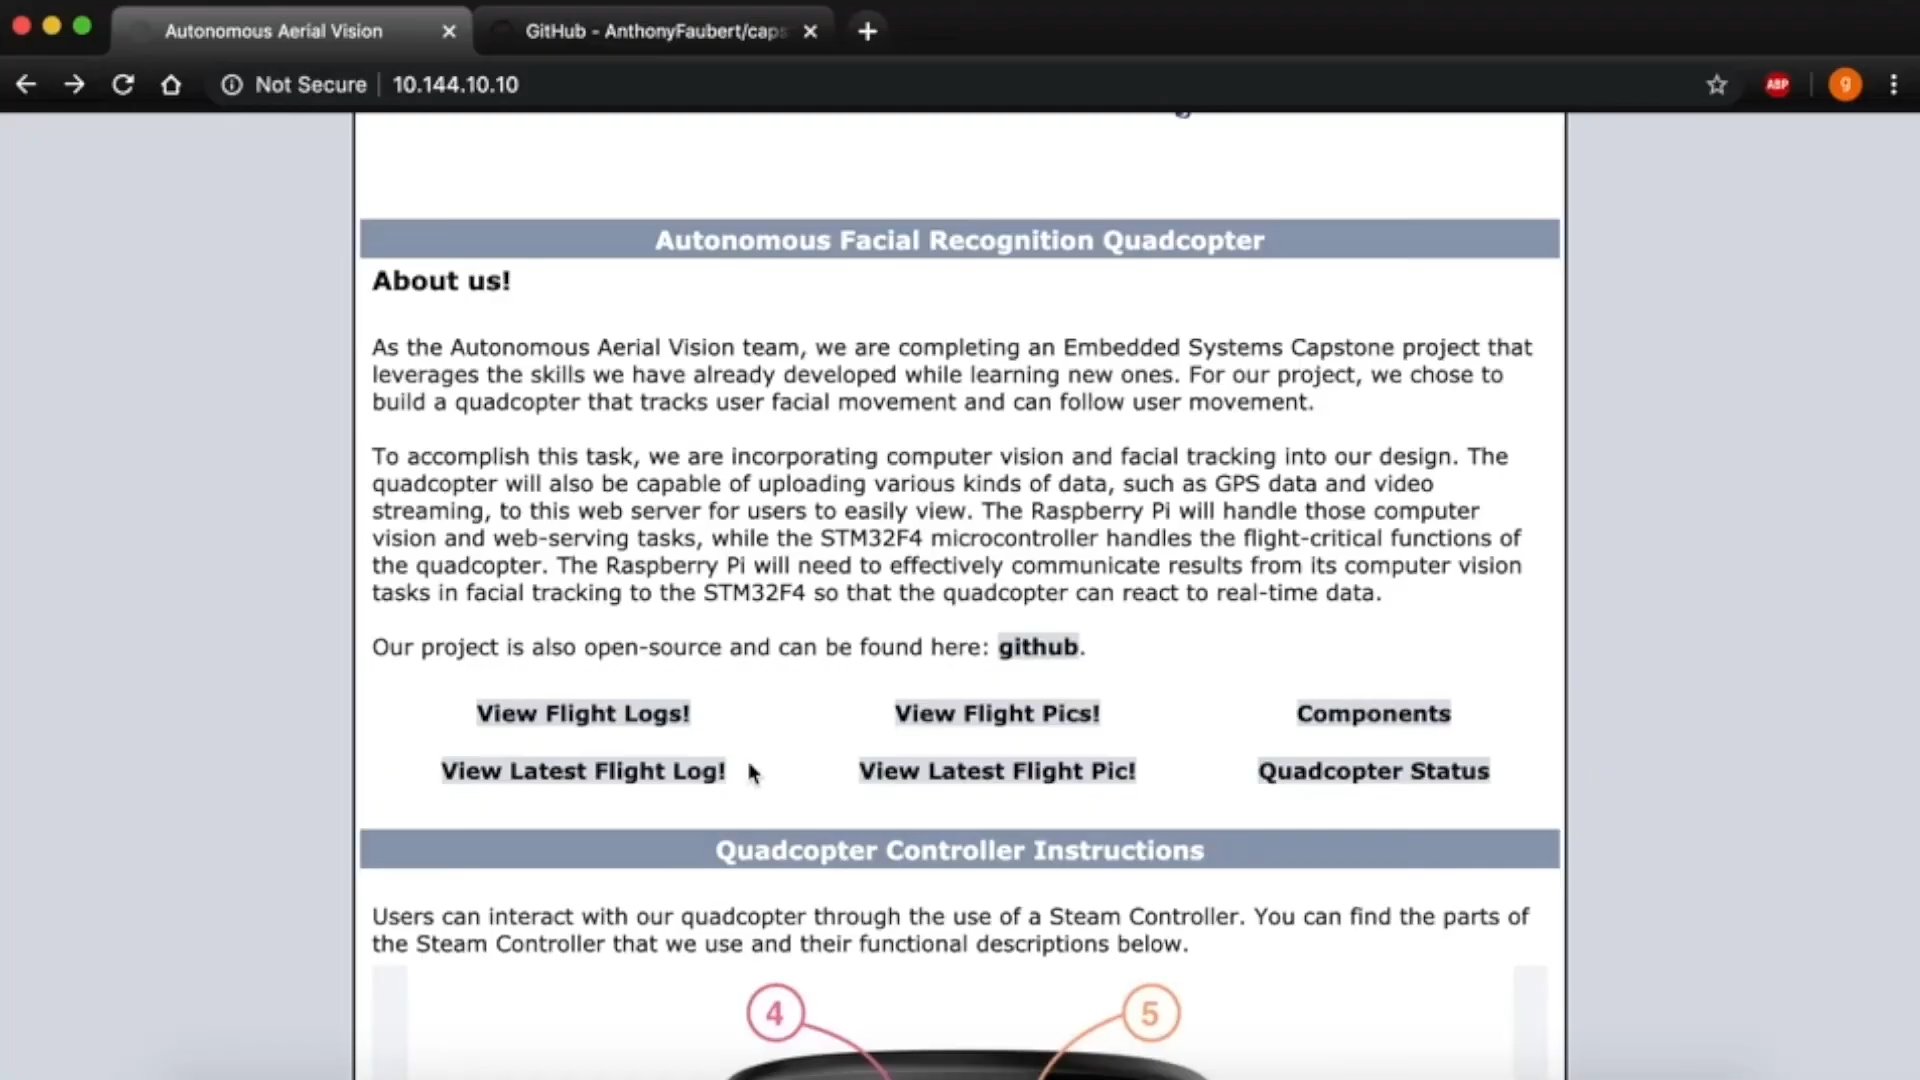 Autonomous Aerial Vision
GitHub - AnthonyFaubert/caps
Not Secure
10.144.10.10
ABP
g
Autonomous Facial Recognition Quadcopter
About us!
As the Autonomous Aerial Vision team, we are completing an Embedded Systems Capstone project that
leverages the skills we have already developed while learning new ones. For our project, we chose to
build a quadcopter that tracks user facial movement and can follow user movement.
To accomplish this task, we are incorporating computer vision and facial tracking into our design. The
quadcopter will also be capable of uploading various kinds of data, such as GPS data and video
streaming, to this web server for users to easily view. The Raspberry Pi will handle those computer
vision and web-serving tasks, while the STM32F4 microcontroller handles the flight-critical functions of
the quadcopter. The Raspberry Pi will need to effectively communicate results from its computer vision
tasks in facial tracking to the STM32F4 so that the quadcopter can react to real-time data.
Our project is also open-source and can be found here: github.
View Flight Logs!
View Flight Pics!
Components
View Latest Flight Log!
View Latest Flight Pic!
Quadcopter Status
Quadcopter Controller Instructions
Users can interact with our quadcopter through the use of a Steam Controller. You can find the parts of
the Steam Controller that we use and their functional descriptions below.
4
5